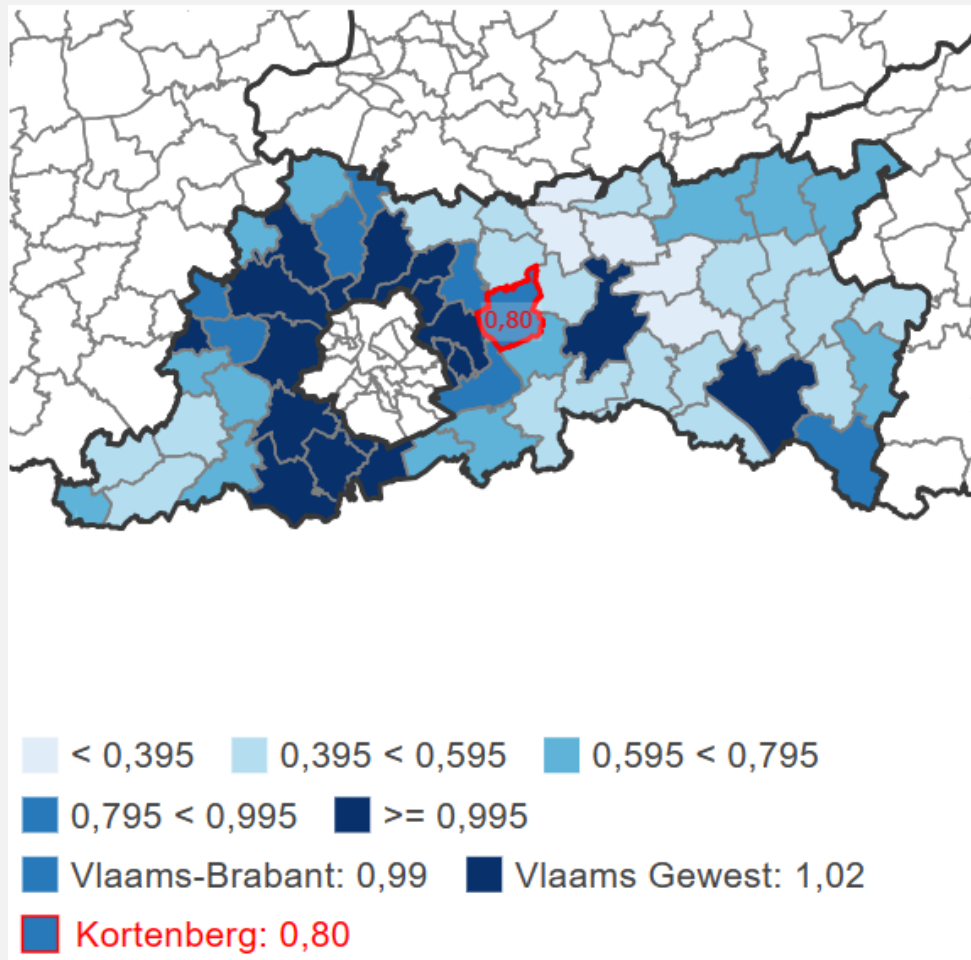 0,80
< 0,395 0,395 < 0,595 0,595 < 0,795
0,795 < 0,995 >= 0,995
Vlaams-Brabant: 0,99 Vlaams Gewest: 1,02
Kortenberg: 0,80